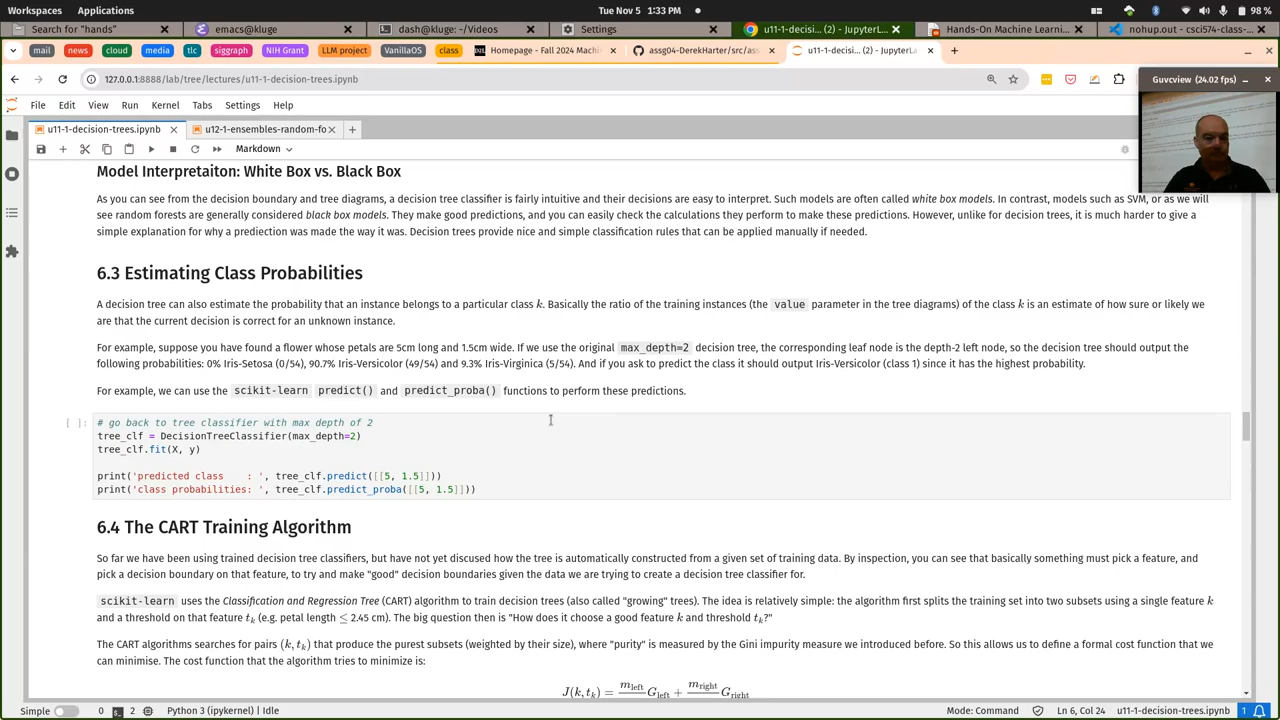 Workspaces Applications Tue Nov 5 1:33 PM 98 %
Search for "hands" emacs@kluge dash@kluge: ~/Videos Settings u11-1-decisi… (2) - JupyterL… Hands-On Machine Learni… nohup.out - csci574-class-…
mail news cloud media tlc siggraph NIH Grant LLM project VanillaOS class Homepage - Fall 2024 Machin… assg04-DerekHarter/src/ass… u11-1-decisi… (2) - JupyterL…
127.0.0.1:8888/lab/tree/lectures/u11-1-decision-trees.ipynb
Guvcview (24.02 fps)
File Edit View Run Kernel Tabs Settings Help
u11-1-decision-trees.ipynb u12-1-ensembles-random-fo
Markdown
Model Interpretaiton: White Box vs. Black Box
As you can see from the decision boundary and tree diagrams, a decision tree classifier is fairly intuitive and their decisions are easy to interpret. Such models are often called white box models. In contrast, models such as SVM, or as we will
see random forests are generally considered black box models. They make good predictions, and you can easily check the calculations they perform to make these predictions. However, unlike for decision trees, it is much harder to give a
simple explanation for why a prediection was made the way it was. Decision trees provide nice and simple classification rules that can be applied manually if needed.
6.3 Estimating Class Probabilities
A decision tree can also estimate the probability that an instance belongs to a particular class k. Basically the ratio of the training instances (the value parameter in the tree diagrams) of the class k is an estimate of how sure or likely we
are that the current decision is correct for an unknown instance.
For example, suppose you have found a flower whose petals are 5cm long and 1.5cm wide. If we use the original max_depth=2 decision tree, the corresponding leaf node is the depth-2 left node, so the decision tree should output the
following probabilities: 0% Iris-Setosa (0/54), 90.7% Iris-Versicolor (49/54) and 9.3% Iris-Virginica (5/54). And if you ask to predict the class it should output Iris-Versicolor (class 1) since it has the highest probability.
For example, we can use the scikit-learn predict() and predict_proba() functions to perform these predictions.
[ ]: # go back to tree classifier with max depth of 2
tree_clf = DecisionTreeClassifier(max_depth=2)
tree_clf.fit(X, y)
print('predicted class    : ', tree_clf.predict([[5, 1.5]]))
print('class probabilities: ', tree_clf.predict_proba([[5, 1.5]]))
6.4 The CART Training Algorithm
So far we have been using trained decision tree classifiers, but have not yet discussed how the tree is automatically constructed from a given set of training data. By inspection, you can see that basically something must pick a feature, and
pick a decision boundary on that feature, to try and make "good" decision boundaries given the data we are trying to create a decision tree classifier for.
scikit-learn uses the Classification and Regression Tree (CART) algorithm to train decision trees (also called "growing" trees). The idea is relatively simple: the algorithm first splits the training set into two subsets using a single feature k
and a threshold on that feature t_k (e.g. petal length ≤ 2.45 cm). The big question then is "How does it choose a good feature k and threshold t_k?"
The CART algorithms searches for pairs (k, t_k) that produce the purest subsets (weighted by their size), where "purity" is measured by the Gini impurity measure we introduced before. So this allows us to define a formal cost function that we
can minimise. The cost function that the algorithm tries to minimize is:
J(k, t_k) = m_left G_left + m_right G_right
Simple 0 2 Python 3 (ipykernel) | Idle Mode: Command Ln 6, Col 24 u11-1-decision-trees.ipynb 1